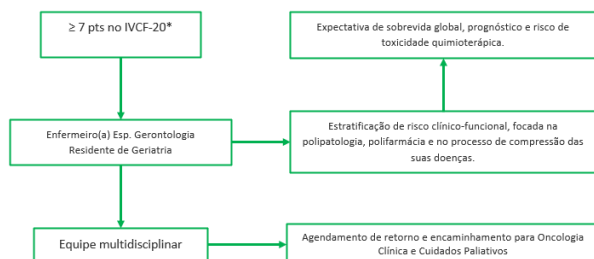 ≥ 7 pts no IVCF-20*
Expectativa de sobrevida global, prognóstico e risco de
toxicidade quimioterápica.
Enfermeiro(a) Esp. Gerontologia
Residente de Geriatria
Estratificação de risco clínico-funcional, focada na
polipatologia, polifarmácia e no processo de compressão das
suas doenças.
Equipe multidisciplinar
Agendamento de retorno e encaminhamento para Oncologia
Clínica e Cuidados Paliativos